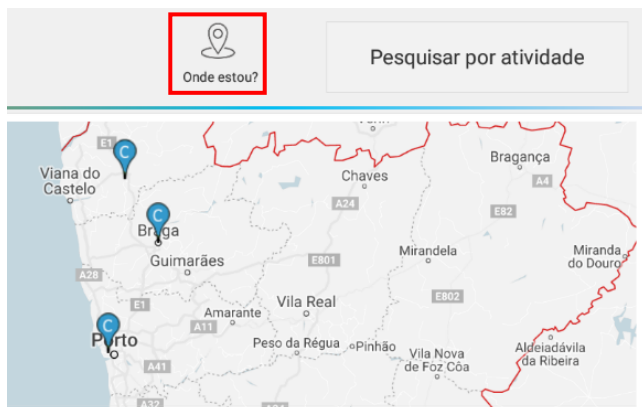 Onde estou?
Pesquisar por atividade
E1
C
Viana do
Castelo
Chaves
Bragança
A4
A24
E82
C
Braga
Guimarães
E801
Mirandela
Miranda
do Douro
A28
E1
Amarante
Vila Real
E802
C
Porto
A11
Peso da Régua
Pinhão
Vila Nova
de Foz Côa
Aldeiadávila
da Ribeira
A41
A32